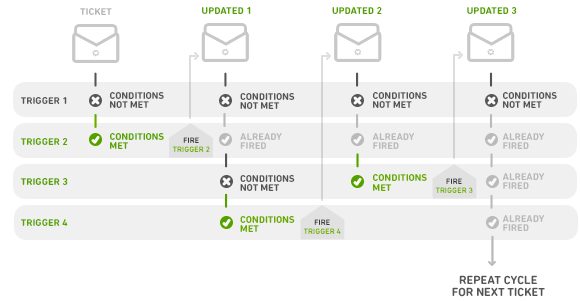 TICKET
UPDATED 1
UPDATED 2
UPDATED 3
TRIGGER 1
CONDITIONS
NOT MET
CONDITIONS
NOT MET
CONDITIONS
NOT MET
CONDITIONS
NOT MET
TRIGGER 2
CONDITIONS
MET
FIRE
TRIGGER 2
ALREADY
FIRED
ALREADY
FIRED
ALREADY
FIRED
TRIGGER 3
CONDITIONS
NOT MET
CONDITIONS
MET
FIRE
TRIGGER 3
ALREADY
FIRED
TRIGGER 4
CONDITIONS
MET
FIRE
TRIGGER 4
ALREADY
FIRED
REPEAT CYCLE
FOR NEXT TICKET